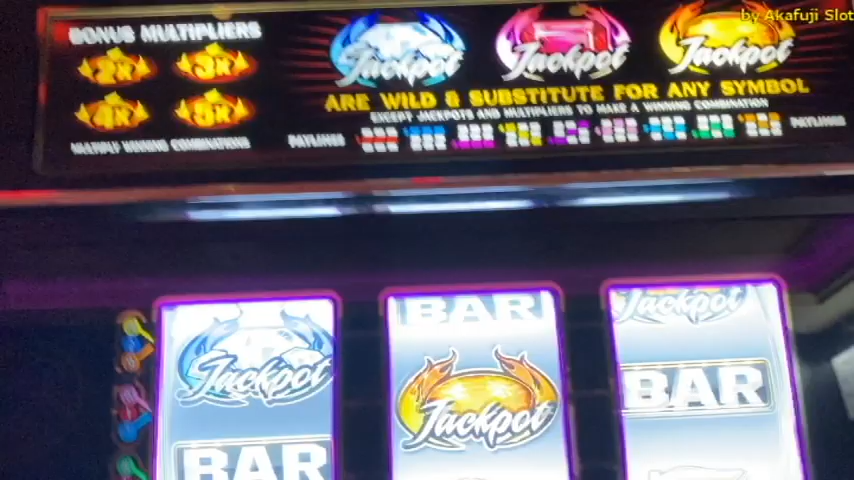 by Akafuji Slot
BONUS MULTIPLIERS
2X 3X
4X 5X
MULTIPLY WINNING COMBINATIONS
Jackpot Jackpot Jackpot
ARE WILD & SUBSTITUTE FOR ANY SYMBOL
EXCEPT JACKPOTS AND MULTIPLIERS TO MAKE A WINNING COMBINATION
PAYLINES PAYLINES
Jackpot BAR Jackpot
BAR Jackpot BAR